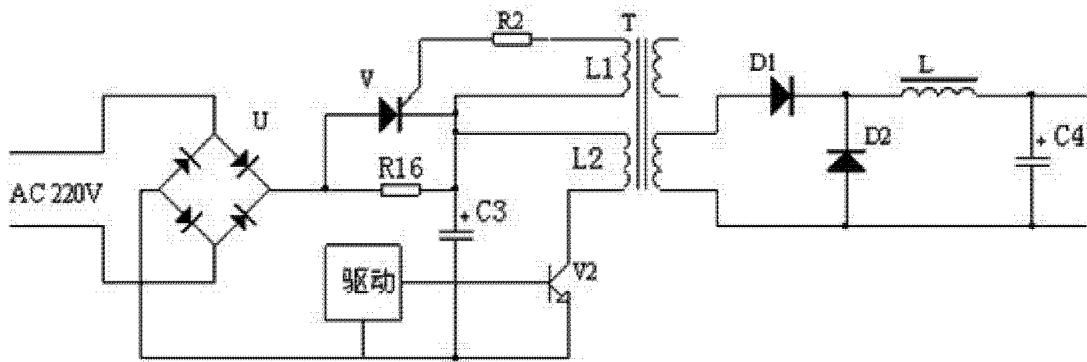 R2
T
V
L1
D1
L
U
D2
C4
+
AC 220V
R16
L2
+
C3
驱动
V2